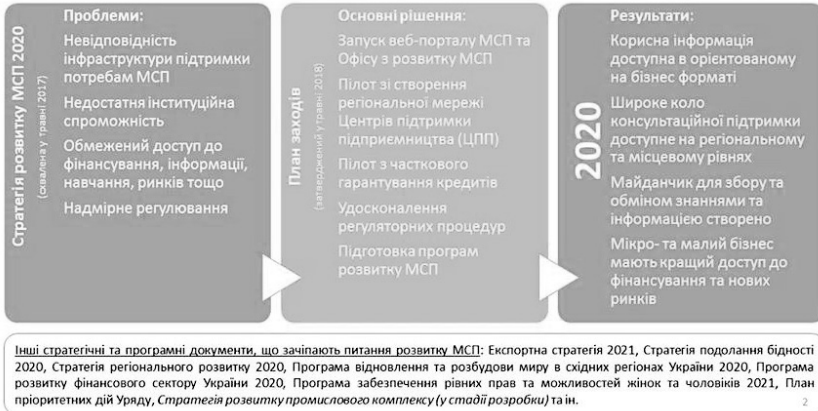 Стратегія розвитку МСП 2020
(схвалена у травні 2017)
Проблеми:
Невідповідність
інфраструктури підтримки
потребам МСП
Недостатня інституційна
спроможність
Обмежений доступ до
фінансування, інформації,
навчання, ринків тощо
Надмірне регулювання
План заходів
(затверджений у травні 2018)
Основні рішення:
Запуск веб-порталу МСП та
Офісу з розвитку МСП
Пілот зі створення
регіональної мережі
Центрів підтримки
підприємництва (ЦПП)
Пілот з часткового
гарантування кредитів
Удосконалення
регуляторних процедур
Підготовка програм
розвитку МСП
2020
Результати:
Корисна інформація
доступна в орієнтованому
на бізнес форматі
Широке коло
консультаційної підтримки
доступне на регіональному
та місцевому рівнях
Майданчик для збору та
обміном знаннями та
інформацією створено
Мікро- та малий бізнес
мають кращий доступ до
фінансування та нових
ринків
Інші стратегічні та програмні документи, що зачіпають питання розвитку МСП: Експортна стратегія 2021, Стратегія подолання бідності
2020, Стратегія регіонального розвитку 2020, Програма відновлення та розбудови миру в східних регіонах України 2020, Програма
розвитку фінансового сектору України 2020, Програма забезпечення рівних прав та можливостей жінок та чоловіків 2021, План
пріоритетних дій Уряду, Стратегія розвитку промислового комплексу (у стадії розробки) та ін.
2